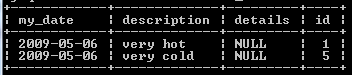 | my_date | description | details | id |
| 2009-05-06 | very hot | NULL | 1 |
| 2009-05-06 | very cold | NULL | 5 |